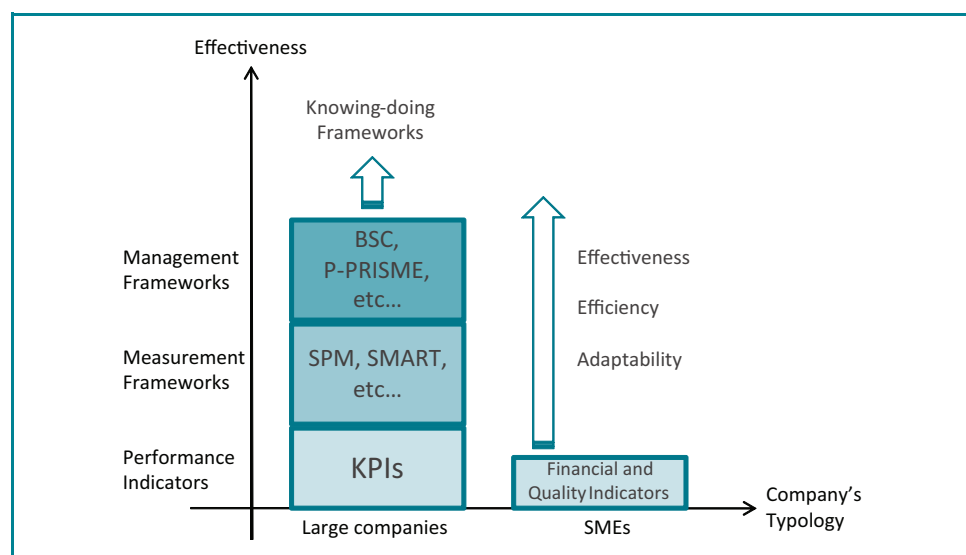 Effectiveness
Knowing-doing
Frameworks
Management
Frameworks
BSC,
P-PRISME,
etc...
Effectiveness
Efficiency
Adaptability
Measurement
Frameworks
SPM, SMART,
etc...
Performance
Indicators
KPIs
Financial and
Quality Indicators
Company's
Typology
Large companies
SMEs